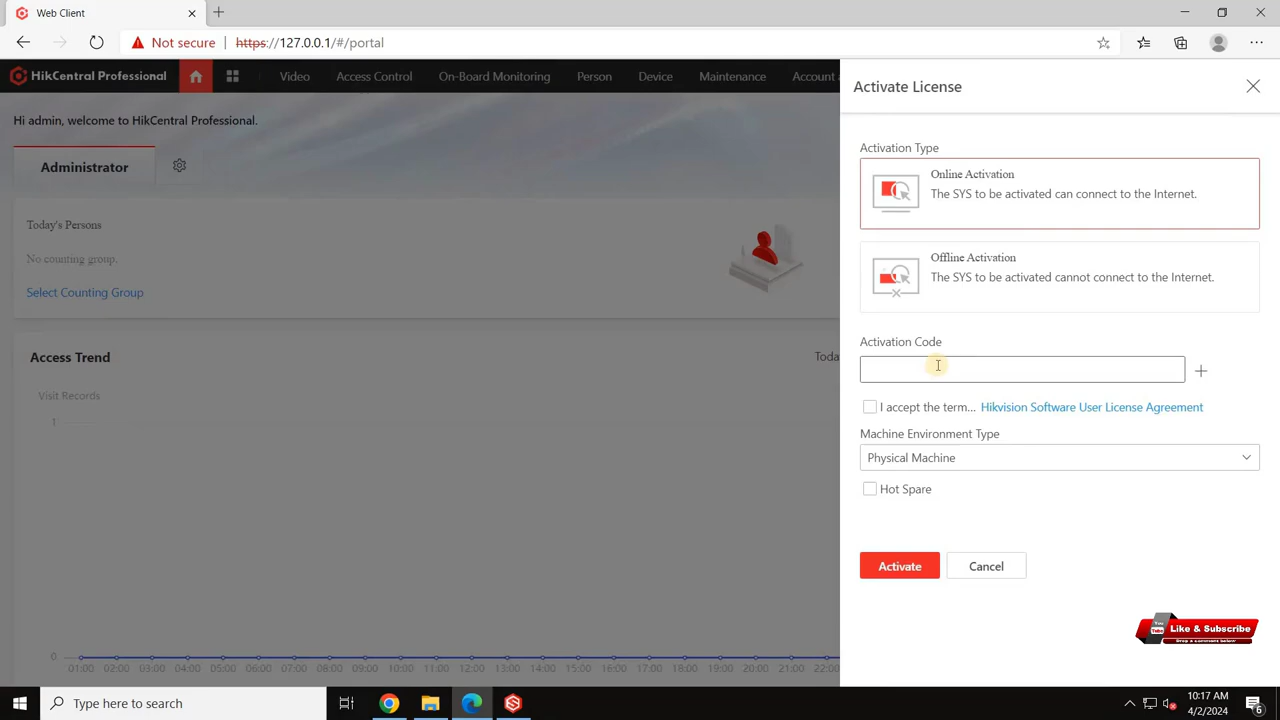 Web Client
Not secure https://127.0.0.1/#/portal
HikCentral Professional Video Access Control On-Board Monitoring Person Device Maintenance Account a
Hi admin, welcome to HikCentral Professional.
Administrator
Today's Persons
No counting group.
Select Counting Group
Access Trend Toda
Visit Records
1
0
01:00 02:00 03:00 04:00 05:00 06:00 07:00 08:00 09:00 10:00 11:00 12:00 13:00 14:00 15:00 16:00 17:00 18:00 19:00 20:00 21:00 22:00
Activate License
Activation Type
Online Activation
The SYS to be activated can connect to the Internet.
Offline Activation
The SYS to be activated cannot connect to the Internet.
Activation Code
I accept the term... Hikvision Software User License Agreement
Machine Environment Type
Physical Machine
Hot Spare
Activate Cancel
You Tube Like & Subscribe
Drop a comment below
Type here to search
10:17 AM
4/2/2024
6